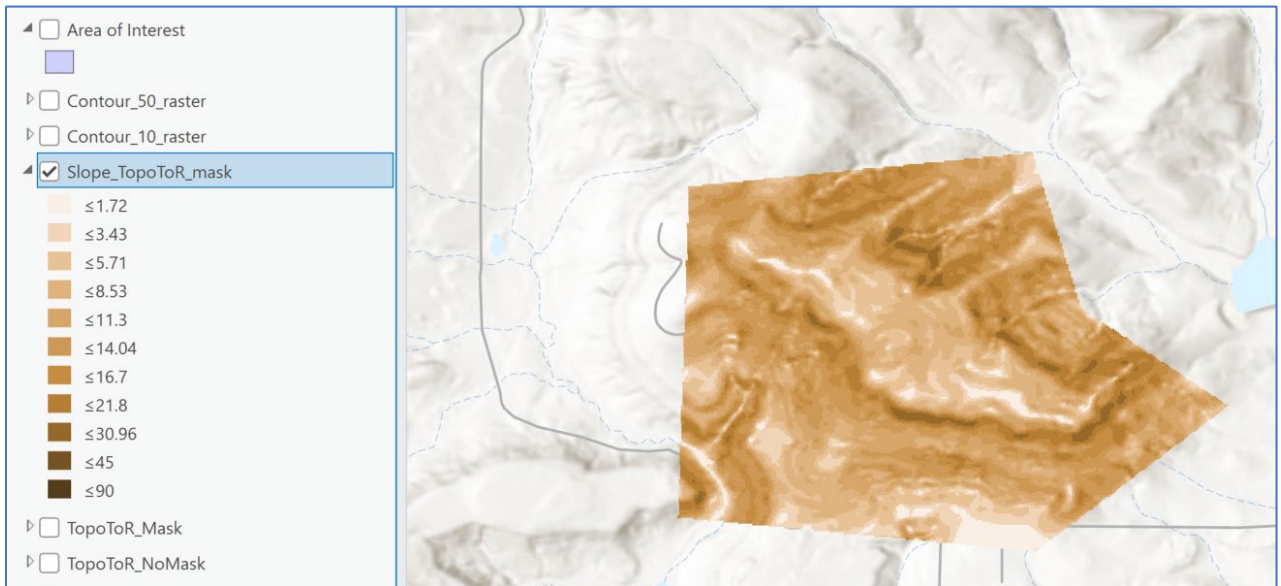 Area of Interest
Contour_50_raster
Contour_10_raster
Slope_TopoToR_mask
≤1.72
≤3.43
≤5.71
≤8.53
≤11.3
≤14.04
≤16.7
≤21.8
≤30.96
≤45
≤90
TopoToR_Mask
TopoToR_NoMask